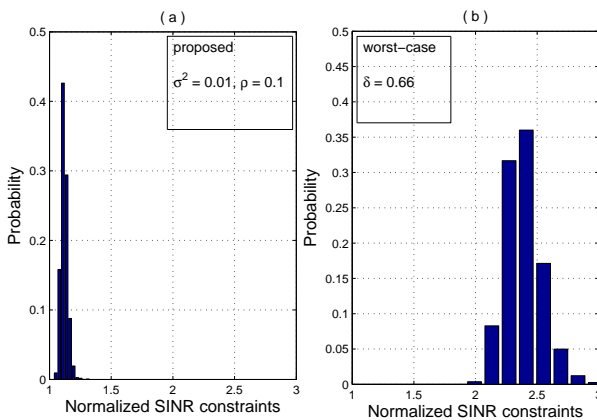 ( a )
Probability
0.5
0.4
0.3
0.2
0.1
0
proposed
σ² = 0.01, ρ = 0.1
1
1.5
2
2.5
3
Normalized SINR constraints
( b )
Probability
0.5
0.45
0.4
0.35
0.3
0.25
0.2
0.15
0.1
0.05
0
worst−case
δ = 0.66
1
1.5
2
2.5
3
Normalized SINR constraints